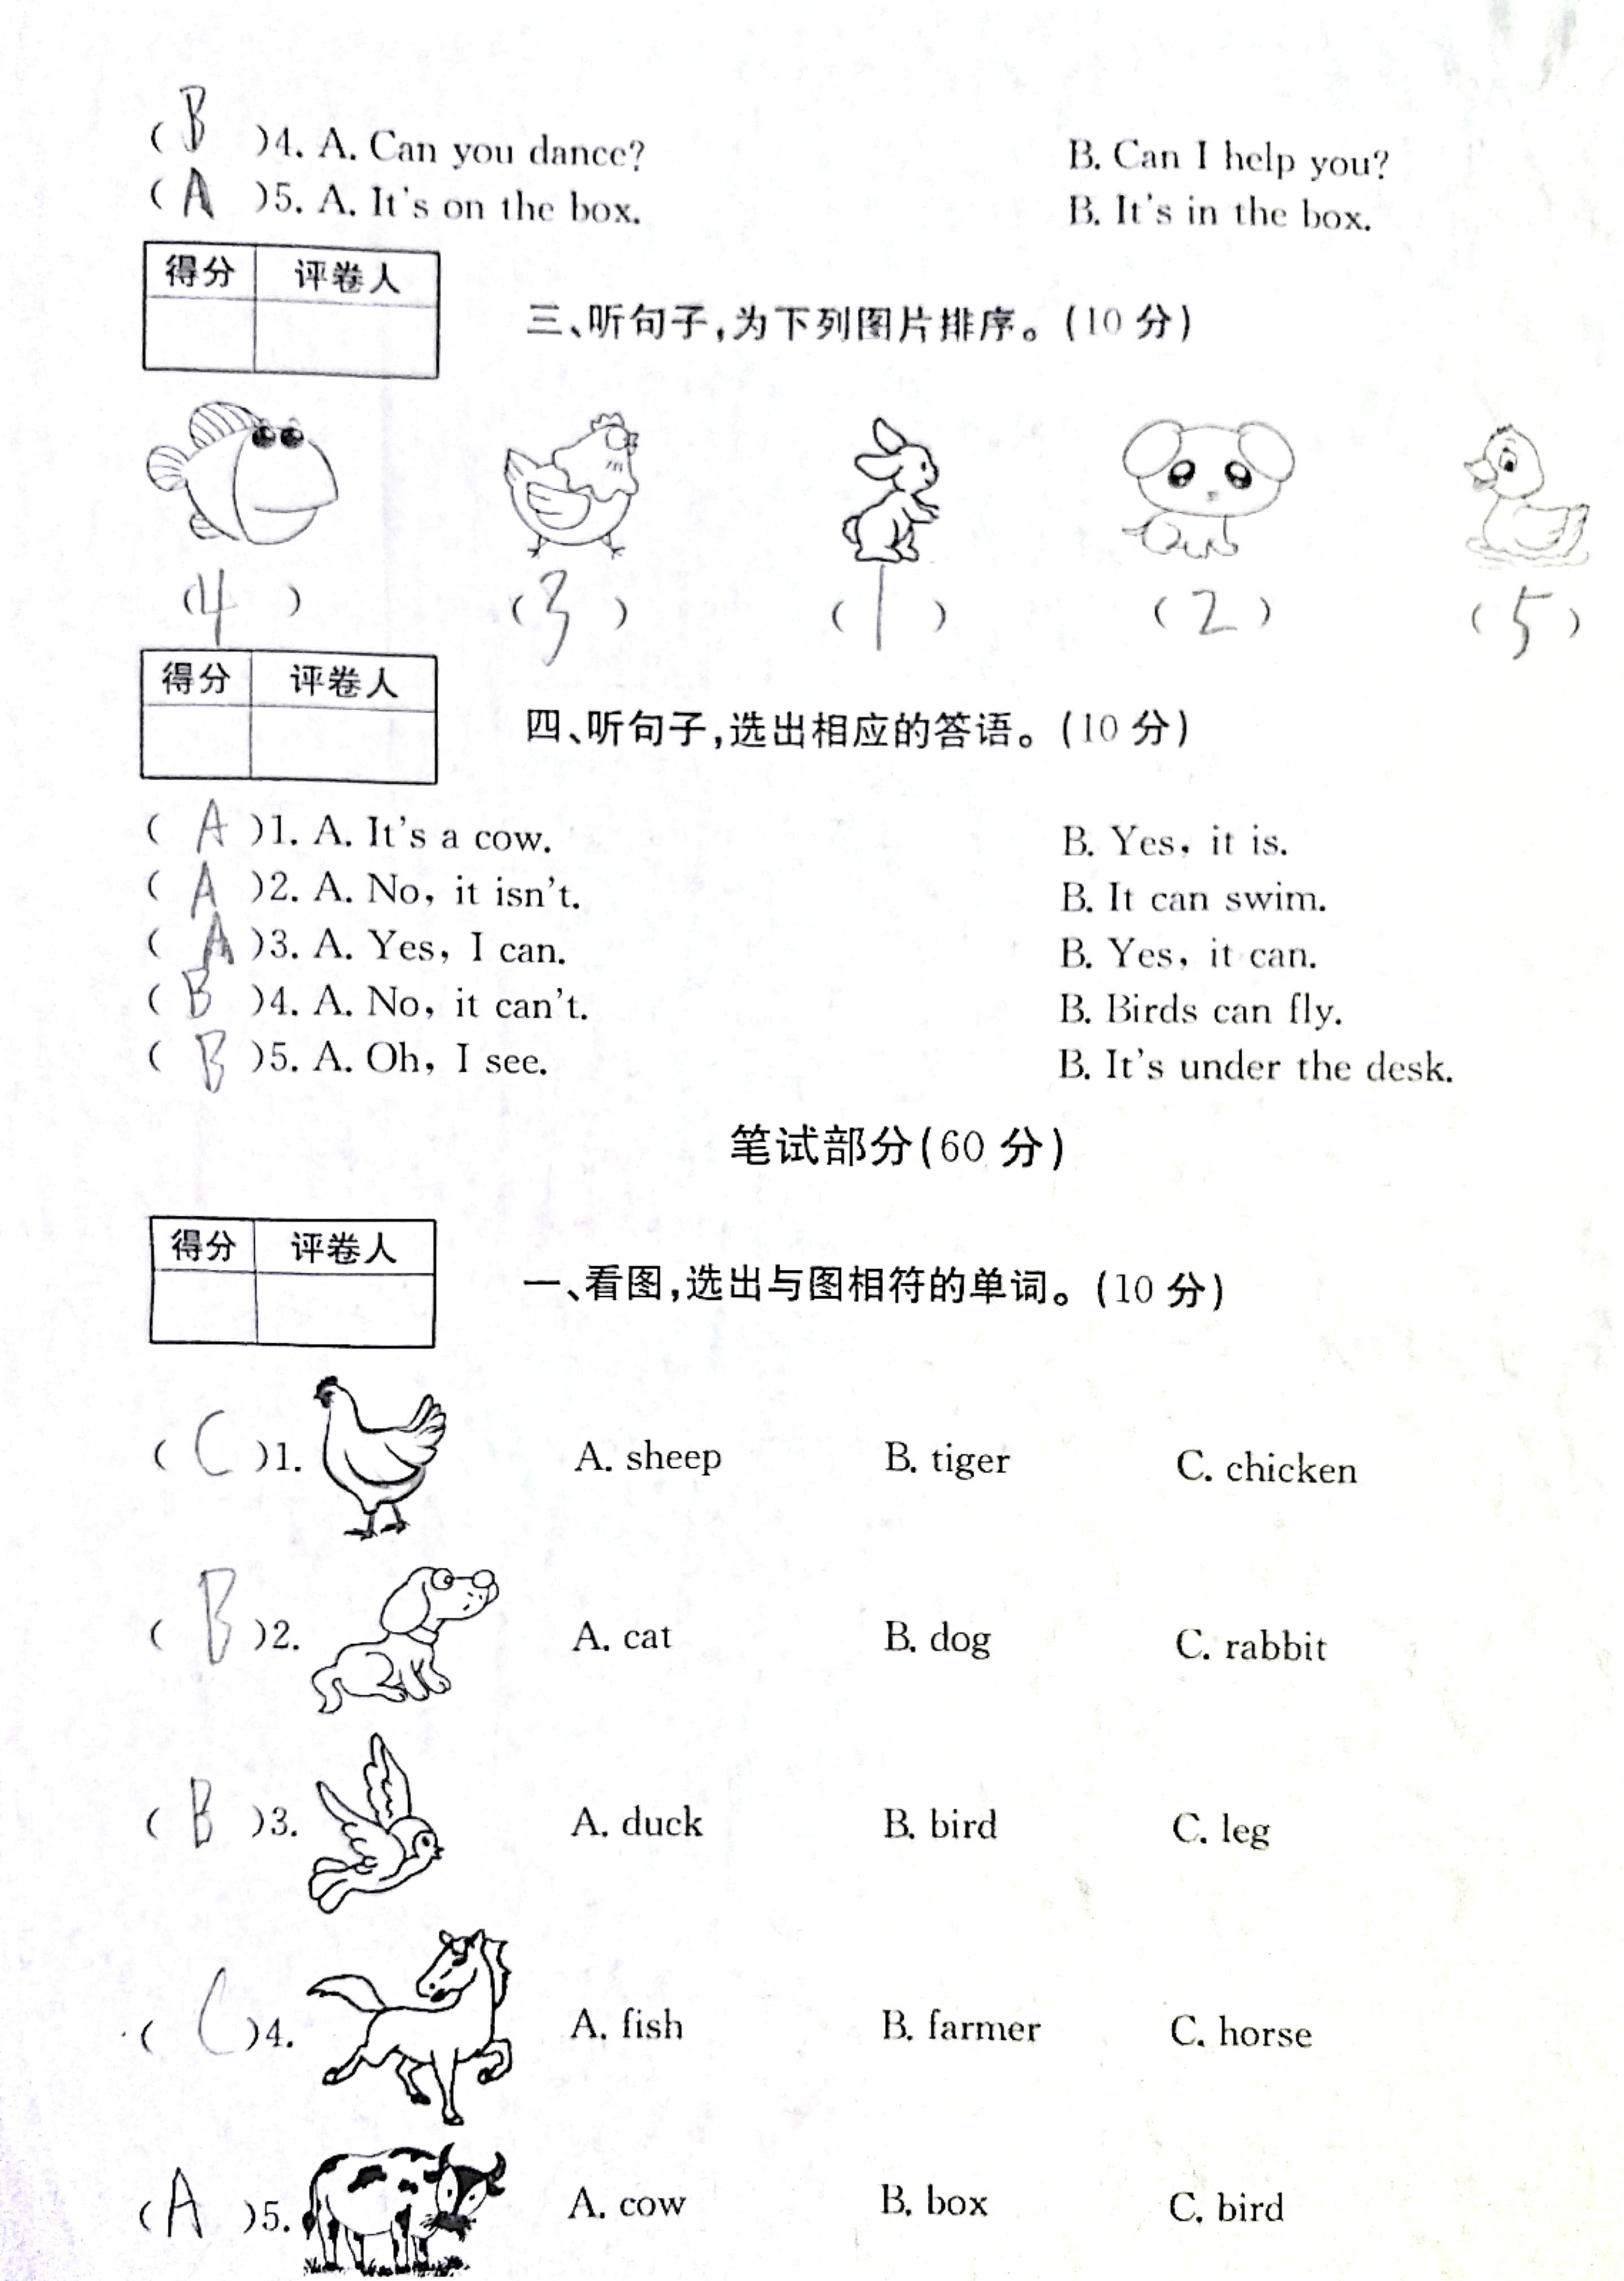 ( B )4. A. Can you dance? B. Can I help you?
( A )5. A. It's on the box. B. It's in the box.
得分 评卷人
三、听句子,为下列图片排序。(10 分)
(4) (3) (1) (2) (5)
得分 评卷人
四、听句子,选出相应的答语。(10 分)
( A )1. A. It's a cow. B. Yes, it is.
( A )2. A. No, it isn't. B. It can swim.
( A )3. A. Yes, I can. B. Yes, it can.
( B )4. A. No, it can't. B. Birds can fly.
( B )5. A. Oh, I see. B. It's under the desk.
笔试部分(60 分)
得分 评卷人
一、看图,选出与图相符的单词。(10 分)
( C )1. A. sheep B. tiger C. chicken
( B )2. A. cat B. dog C. rabbit
( B )3. A. duck B. bird C. leg
( C )4. A. fish B. farmer C. horse
( A )5. A. cow B. box C. bird